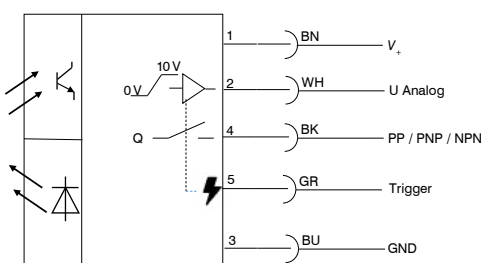 1 BN V+
10 V
0 V
2 WH U Analog
Q
4 BK PP / PNP / NPN
5 GR Trigger
3 BU GND